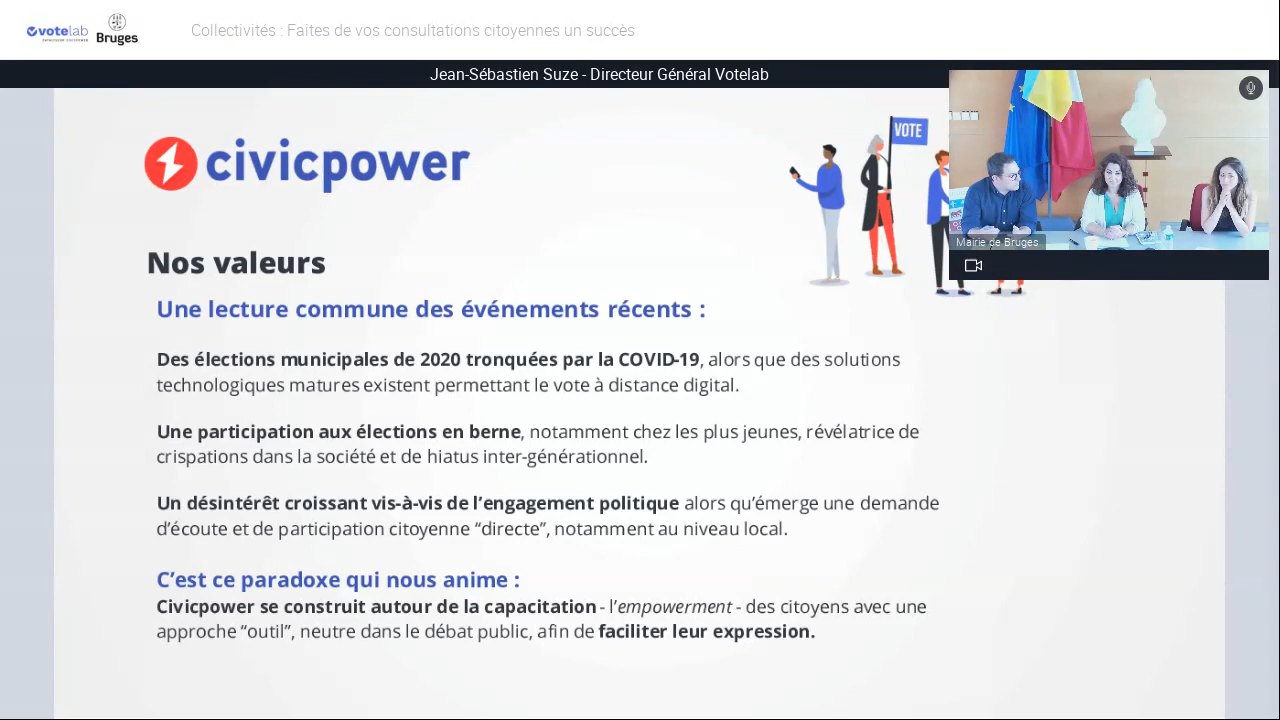 votelab
Bruges
Collectivités : Faites de vos consultations citoyennes un succès
Jean-Sébastien Suze - Directeur Général Votelab
civicpower
VOTE
Mairie de Bruges
Nos valeurs
Une lecture commune des événements récents :
Des élections municipales de 2020 tronquées par la COVID-19, alors que des solutions
technologiques matures existent permettant le vote à distance digital.
Une participation aux élections en berne, notamment chez les plus jeunes, révélatrice de
crispations dans la société et de hiatus inter-générationnel.
Un désintérêt croissant vis-à-vis de l’engagement politique alors qu’émerge une demande
d’écoute et de participation citoyenne “directe”, notamment au niveau local.
C’est ce paradoxe qui nous anime :
Civicpower se construit autour de la capacitation - l’empowerment - des citoyens avec une
approche “outil”, neutre dans le débat public, afin de faciliter leur expression.